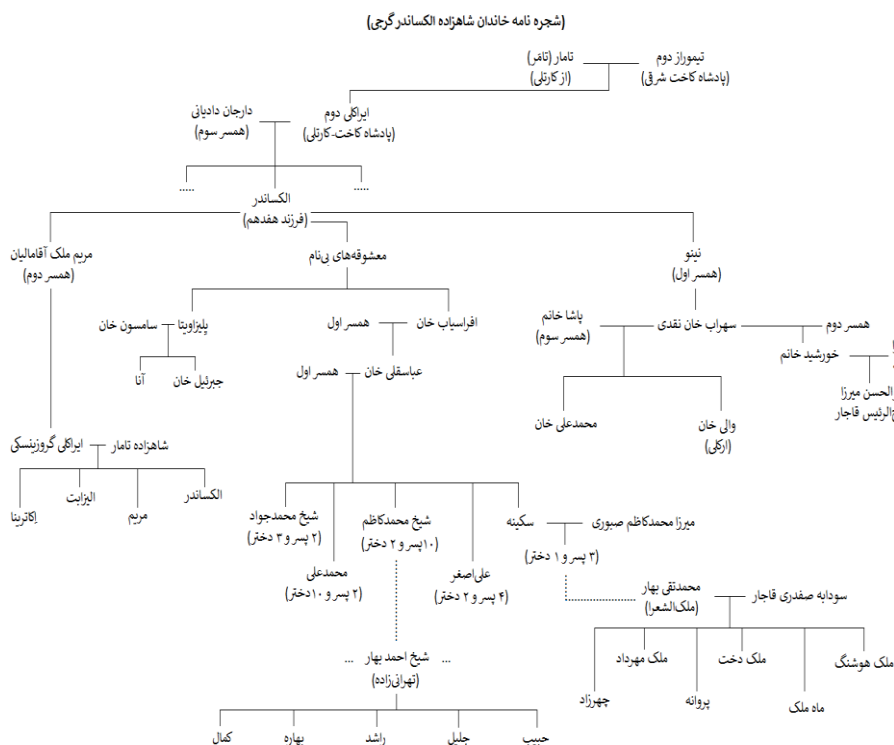 (شجره نامه خاندان شاهزاده الکساندر گرجی)
تیموراز دوم
(پادشاه کاخت شرقی)
تامار (تامَر)
(از کارتلی)
ایراکلی دوم
(پادشاه کاخت-کارتلی)
دارجان دادیانی
(همسر سوم)
.....
.....
الکساندر
(فرزند هفدهم)
نینو
(همسر اول)
معشوقه‌های بی‌نام
مریم ملک آقامالیان
(همسر دوم)
همسر دوم
سهراب خان نقدی
پاشا خانم
(همسر سوم)
خورشید خانم
الحسن میرزا
الرئیس قاجار
والی خان
(ارکلی)
محمدعلی خان
افراسیاب خان
همسر اول
پلیزاویتا
سامسون خان
جبرئیل خان
آنا
عباسقلی خان
همسر اول
شاهزاده تامار
ایراکلی گروزینسکی
الکساندر
مریم
الیزابت
اِکاترینا
میرزا محمدکاظم صبوری
سکینه
(۳ پسر و ۱ دختر)
علی‌اصغر
(۴ پسر و ۲ دختر)
شیخ محمدکاظم
(۱۰پسر و ۲ دختر)
محمدعلی
(۲ پسر و ۱۰دختر)
شیخ محمدجواد
(۲ پسر و ۳ دختر)
سودابه صفدری قاجار
محمدتقی بهار
(ملک‌الشعرا)
ملک هوشنگ
ماه ملک
ملک دخت
پروانه
ملک مهرداد
چهرزاد
... شیخ احمد بهار ...
(تهرانی‌زاده)
حبیب
جلیل
راشد
بهاره
کمال